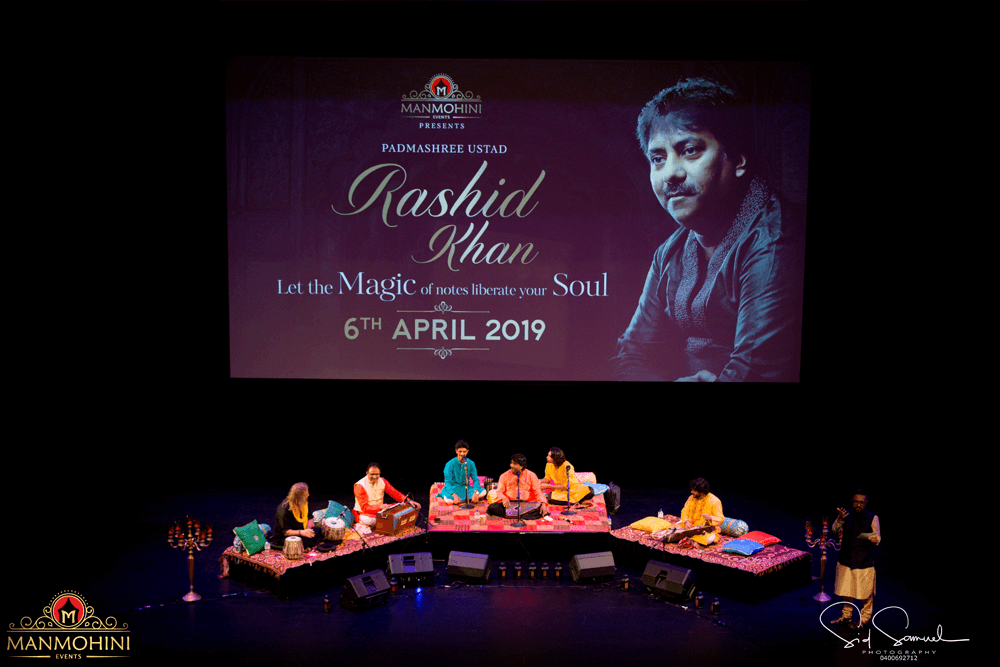 M
MANMOHINI
EVENTS
PRESENTS
PADMASHREE USTAD
Rashid
Khan
Let the Magic of notes liberate your Soul
6TH APRIL 2019
M
MANMOHINI
EVENTS
Sid Samuel
PHOTOGRAPHY
0400692712